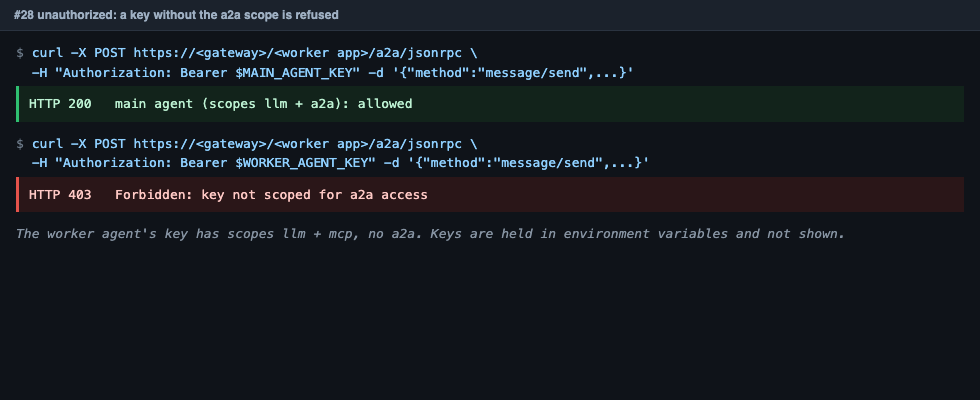 #28 unauthorized: a key without the a2a scope is refused
$ curl -X POST https://<gateway>/<worker app>/a2a/jsonrpc \
-H "Authorization: Bearer $MAIN_AGENT_KEY" -d '{"method":"message/send",...}'
HTTP 200 main agent (scopes llm + a2a): allowed
$ curl -X POST https://<gateway>/<worker app>/a2a/jsonrpc \
-H "Authorization: Bearer $WORKER_AGENT_KEY" -d '{"method":"message/send",...}'
HTTP 403 Forbidden: key not scoped for a2a access
The worker agent's key has scopes llm + mcp, no a2a. Keys are held in environment variables and not shown.